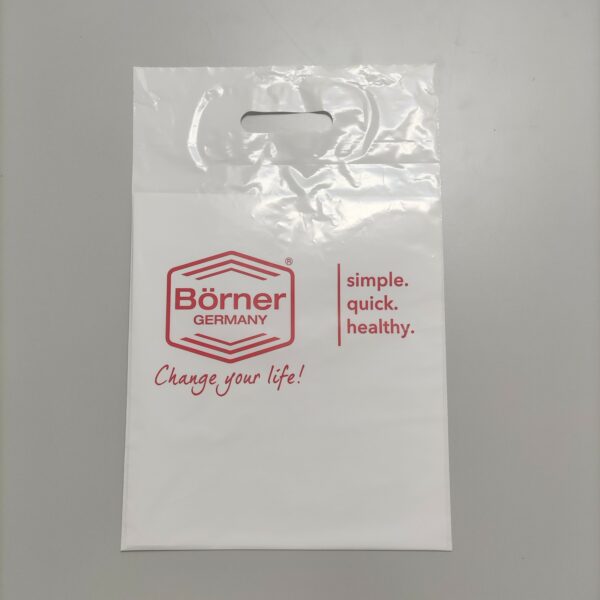 Börner
GERMANY
®
Change your life!
simple.
quick.
healthy.